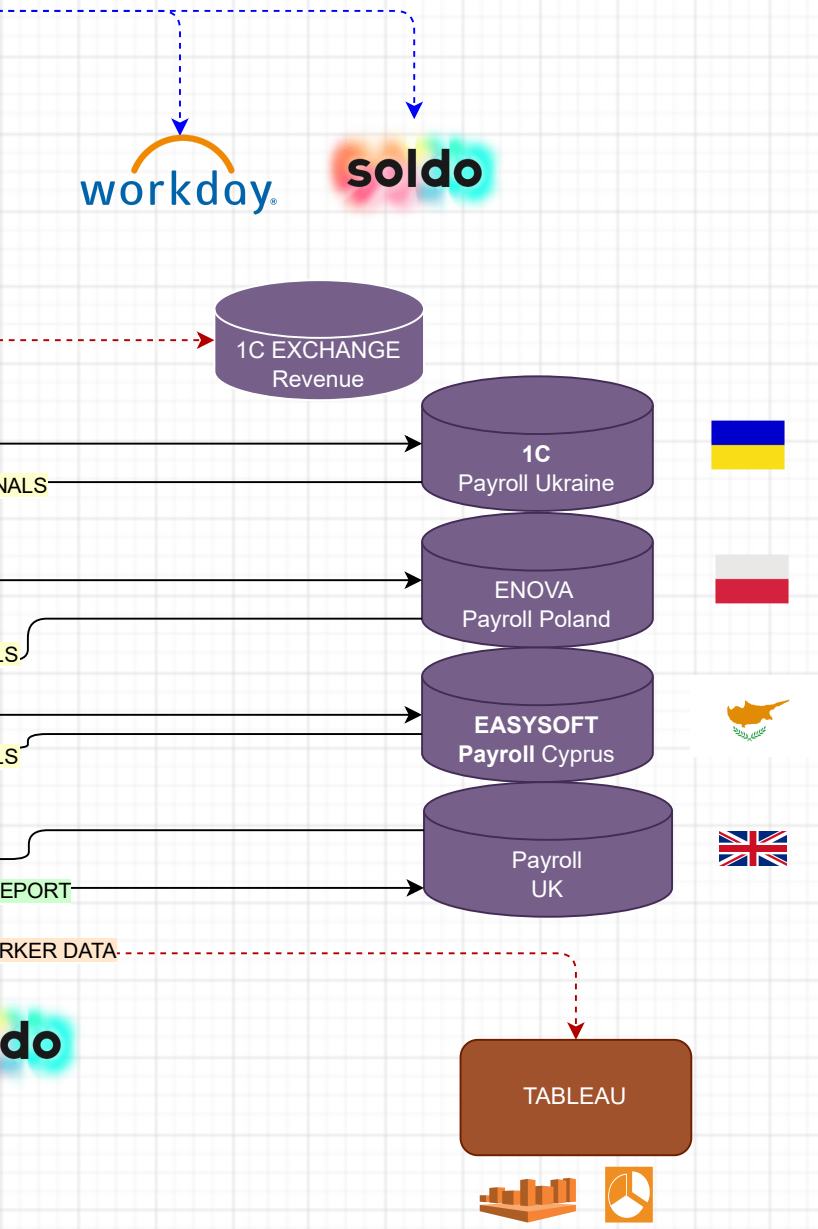 workday®
soldo
1C EXCHANGE
Revenue
1C
Payroll Ukraine
NALS
ENOVA
Payroll Poland
LS
EASYSOFT
Payroll Cyprus
LS
Payroll
UK
EPORT
RKER DATA
do
TABLEAU